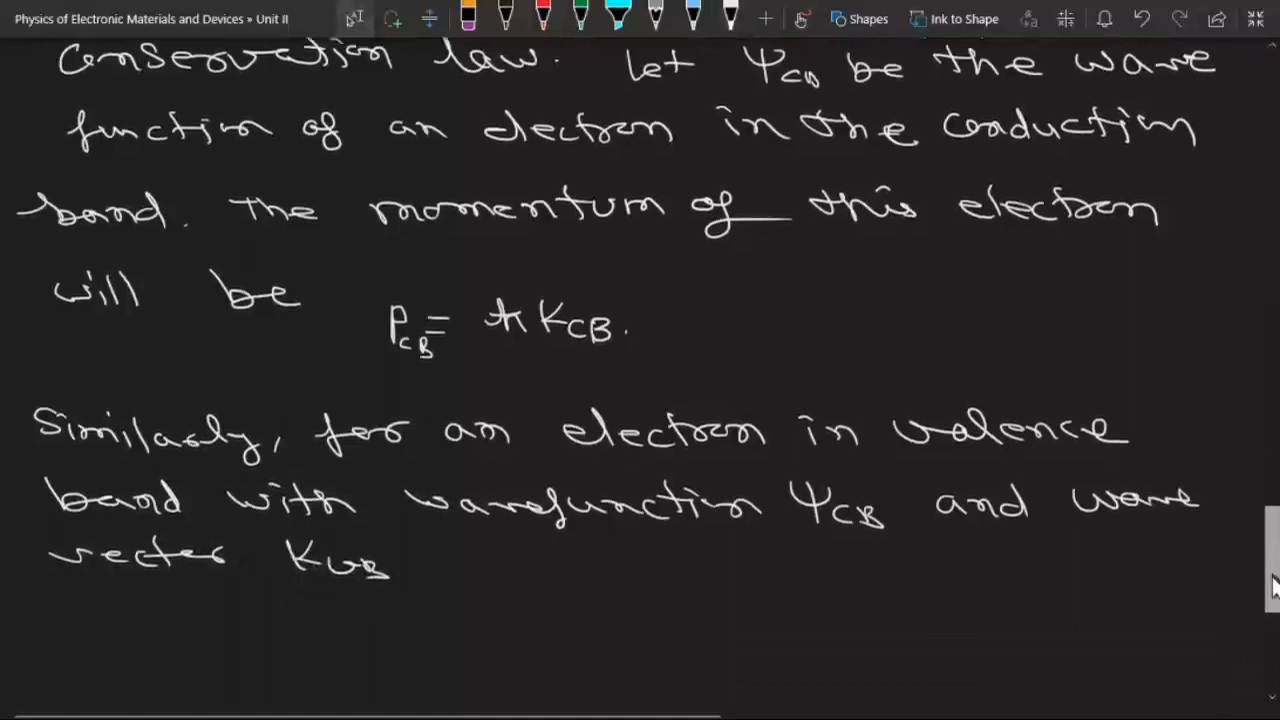 Physics of Electronic Materials and Devices » Unit II
Shapes
Ink to Shape
Conservation law. Let ΨCB be the wave
function of an electron in the conduction
band. The momentum of this electron
will be
PCB = ħ KCB.
Similarly, for an electron in valence
band with wavefunction ΨCB and wave
vector KVB